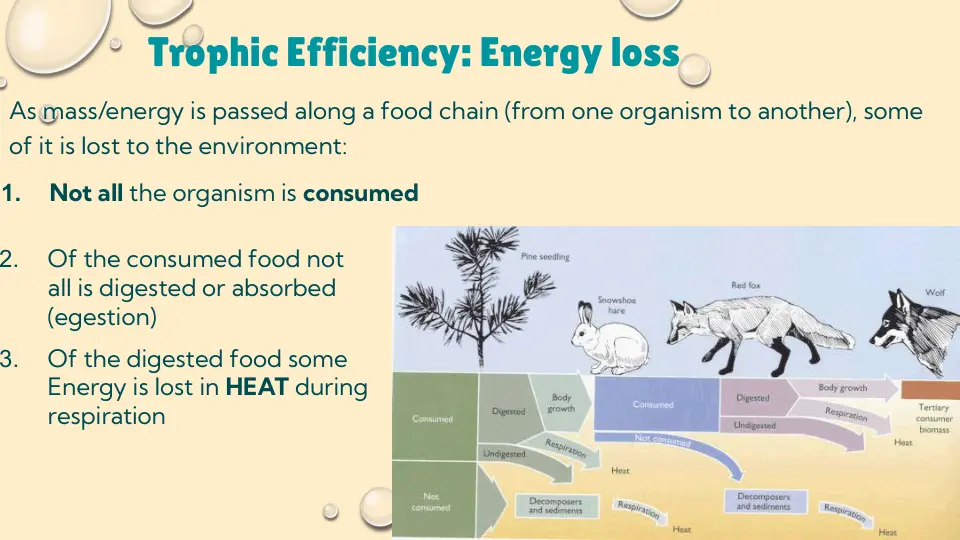 Trophic Efficiency: Energy loss
As mass/energy is passed along a food chain (from one organism to another), some
of it is lost to the environment:
1. Not all the organism is consumed
2. Of the consumed food not
all is digested or absorbed
(egestion)
3. Of the digested food some
Energy is lost in HEAT during
respiration
Pine seedling
Snowshoe
hare
Red fox
Wolf
Consumed
Digested
Body
growth
Undigested
Respiration
Heat
Not
consumed
Decomposers
and sediments
Respiration
Heat
Consumed
Digested
Body growth
Respiration
Undigested
Heat
Not consumed
Decomposers
and sediments
Respiration
Heat
Tertiary
consumer
biomass